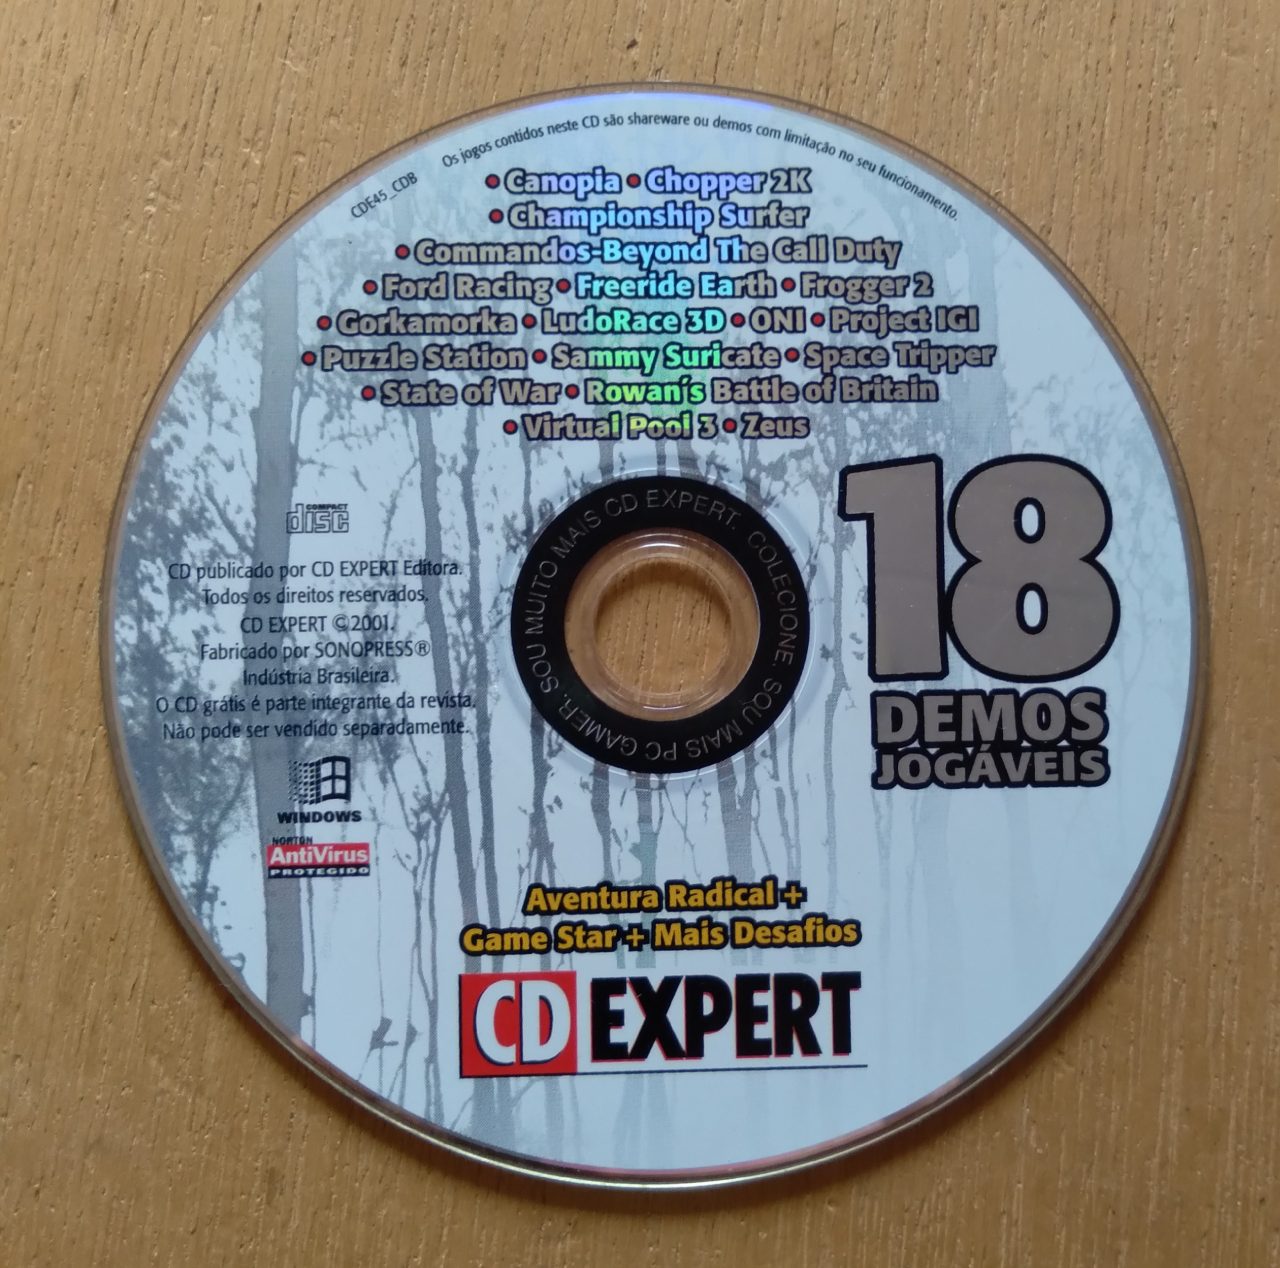 Os jogos contidos neste CD são shareware ou demos com limitação no seu funcionamento.
CDE45_CDB
• Canopia • Chopper 2K
• Championship Surfer
• Commandos-Beyond The Call Duty
• Ford Racing • Freeride Earth • Frogger 2
• Gorkamorka • LudoRace 3D • ONI • Project IGI
• Puzzle Station • Sammy Suricate • Space Tripper
• State of War • Rowan's Battle of Britain
• Virtual Pool 3 • Zeus
18
DEMOS
JOGÁVEIS
COMPACT
disc
CD publicado por CD EXPERT Editora.
Todos os direitos reservados.
CD EXPERT ©2001.
Fabricado por SONOPRESS®
Indústria Brasileira.
O CD grátis é parte integrante da revista.
Não pode ser vendido separadamente.
WINDOWS
NORTON
AntiVirus
PROTEGIDO
SOU MUITO MAIS CD EXPERT. COLECIONE. SOU MAIS PC GAMER.
Aventura Radical +
Game Star + Mais Desafios
CD EXPERT